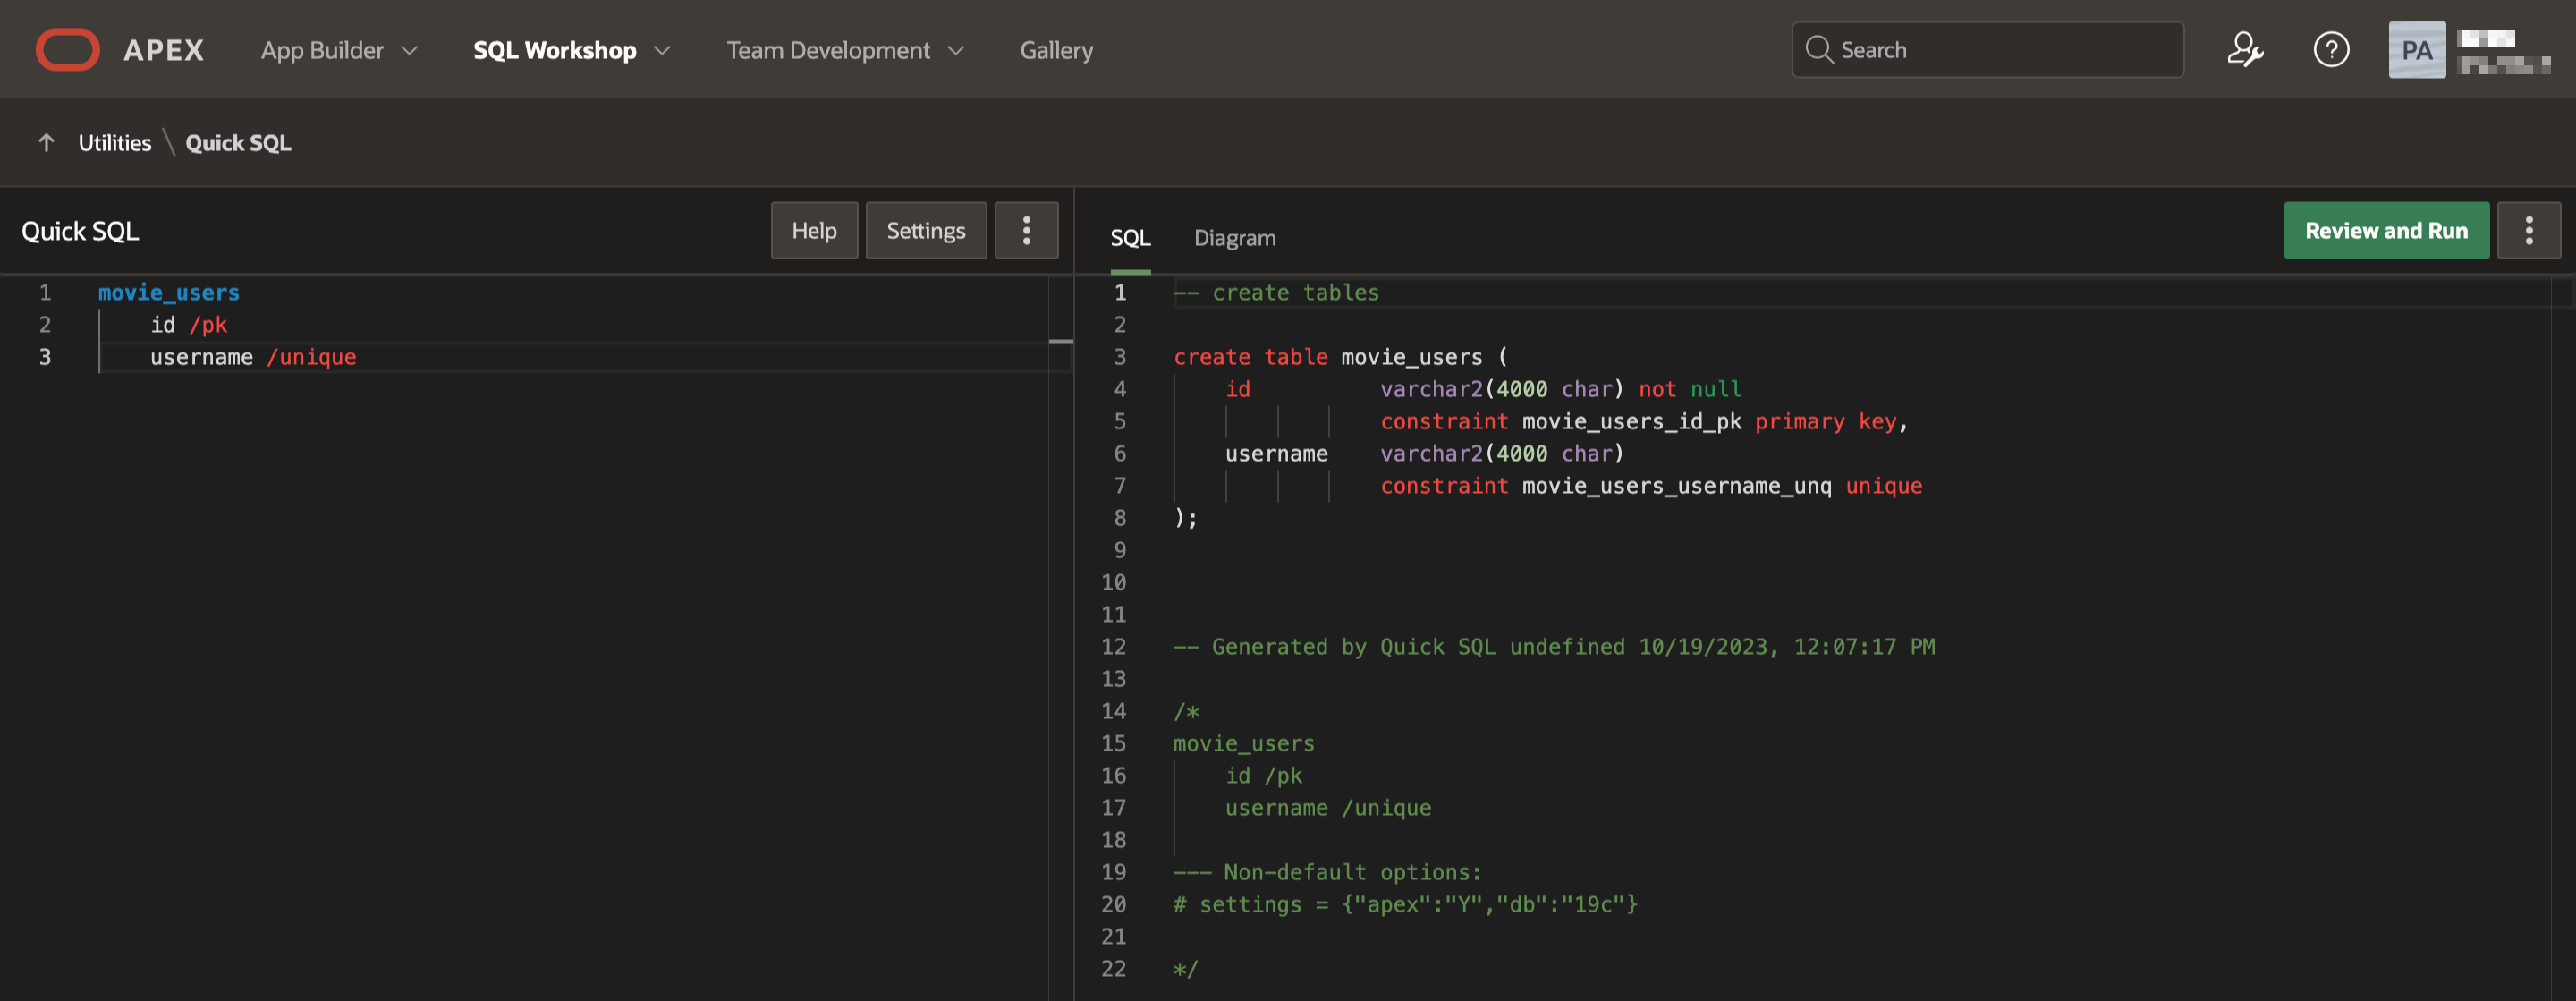 APEX App Builder SQL Workshop Team Development Gallery Search ? PA
Utilities \ Quick SQL
Quick SQL Help Settings
1 movie_users
2 id /pk
3 username /unique
SQL Diagram Review and Run
1 -- create tables
2
3 create table movie_users (
4 id varchar2(4000 char) not null
5 constraint movie_users_id_pk primary key,
6 username varchar2(4000 char)
7 constraint movie_users_username_unq unique
8 );
9
10
11
12 -- Generated by Quick SQL undefined 10/19/2023, 12:07:17 PM
13
14 /*
15 movie_users
16 id /pk
17 username /unique
18
19 --- Non-default options:
20 # settings = {"apex":"Y","db":"19c"}
21
22 */